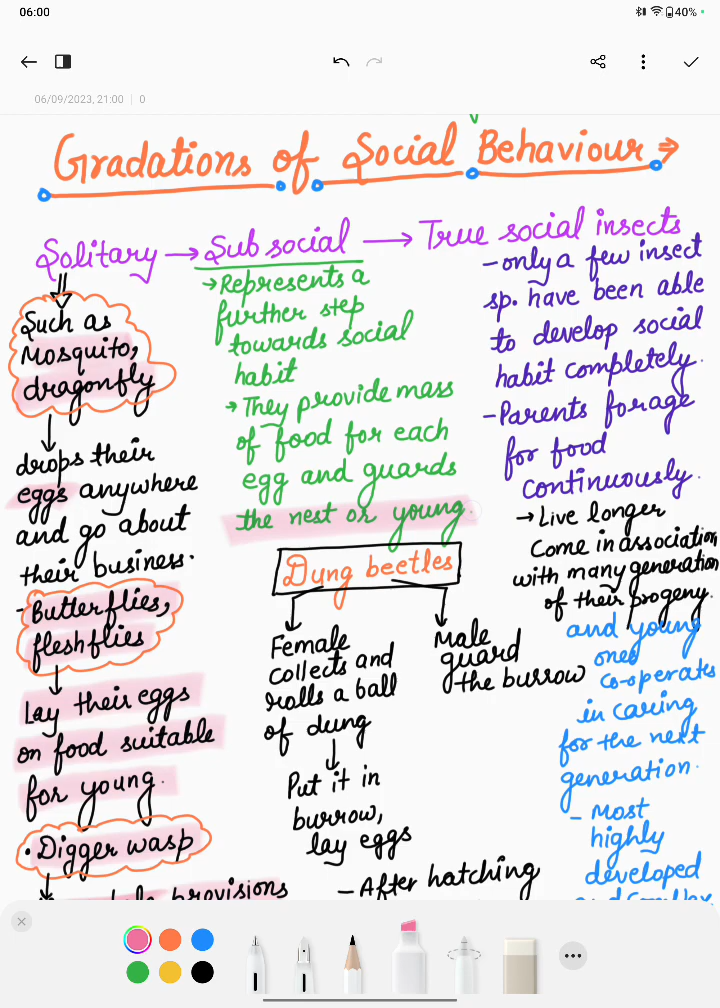 06:00
40%
06/09/2023, 21:00 | 0
Gradations of Social Behaviour ⇒
Solitary → Sub social → True social insects
Such as
Mosquito,
dragonfly
drops their
eggs anywhere
and go about
their business.
- Butterflies,
flesh flies
Lay their eggs
on food suitable
for young.
• Digger wasp
provisions
→ Represents a
further step
towards social
habit
→ They provide mass
of food for each
egg and guards
the nest or young.
Dung beetles
Female
collects and
rolls a ball
of dung
Put it in
burrow,
lay eggs
Male
guard
the burrow
- After hatching
- only a few insect
sp. have been able
to develop social
habit completely.
- Parents forage
for food
continuously.
→ Live longer
Come in association
with many generation
of their progeny.
and young
ones
co-operates
in caring
for the next
generation.
- Most
highly
developed
and complex